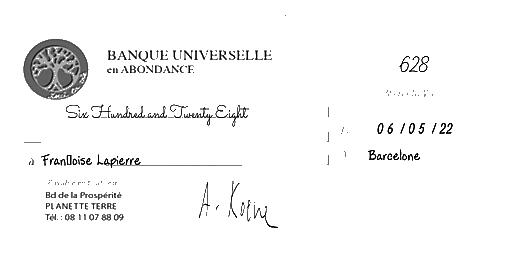 BANQUE UNIVERSELLE
en ABONDANCE
628
Six Hundred and Twenty Eight
06/05/22
à Franlloise Lapierre
Barcelone
Bd de la Prospérité
PLANETTE TERRE
Tél. : 08 11 07 88 09
A. Koene